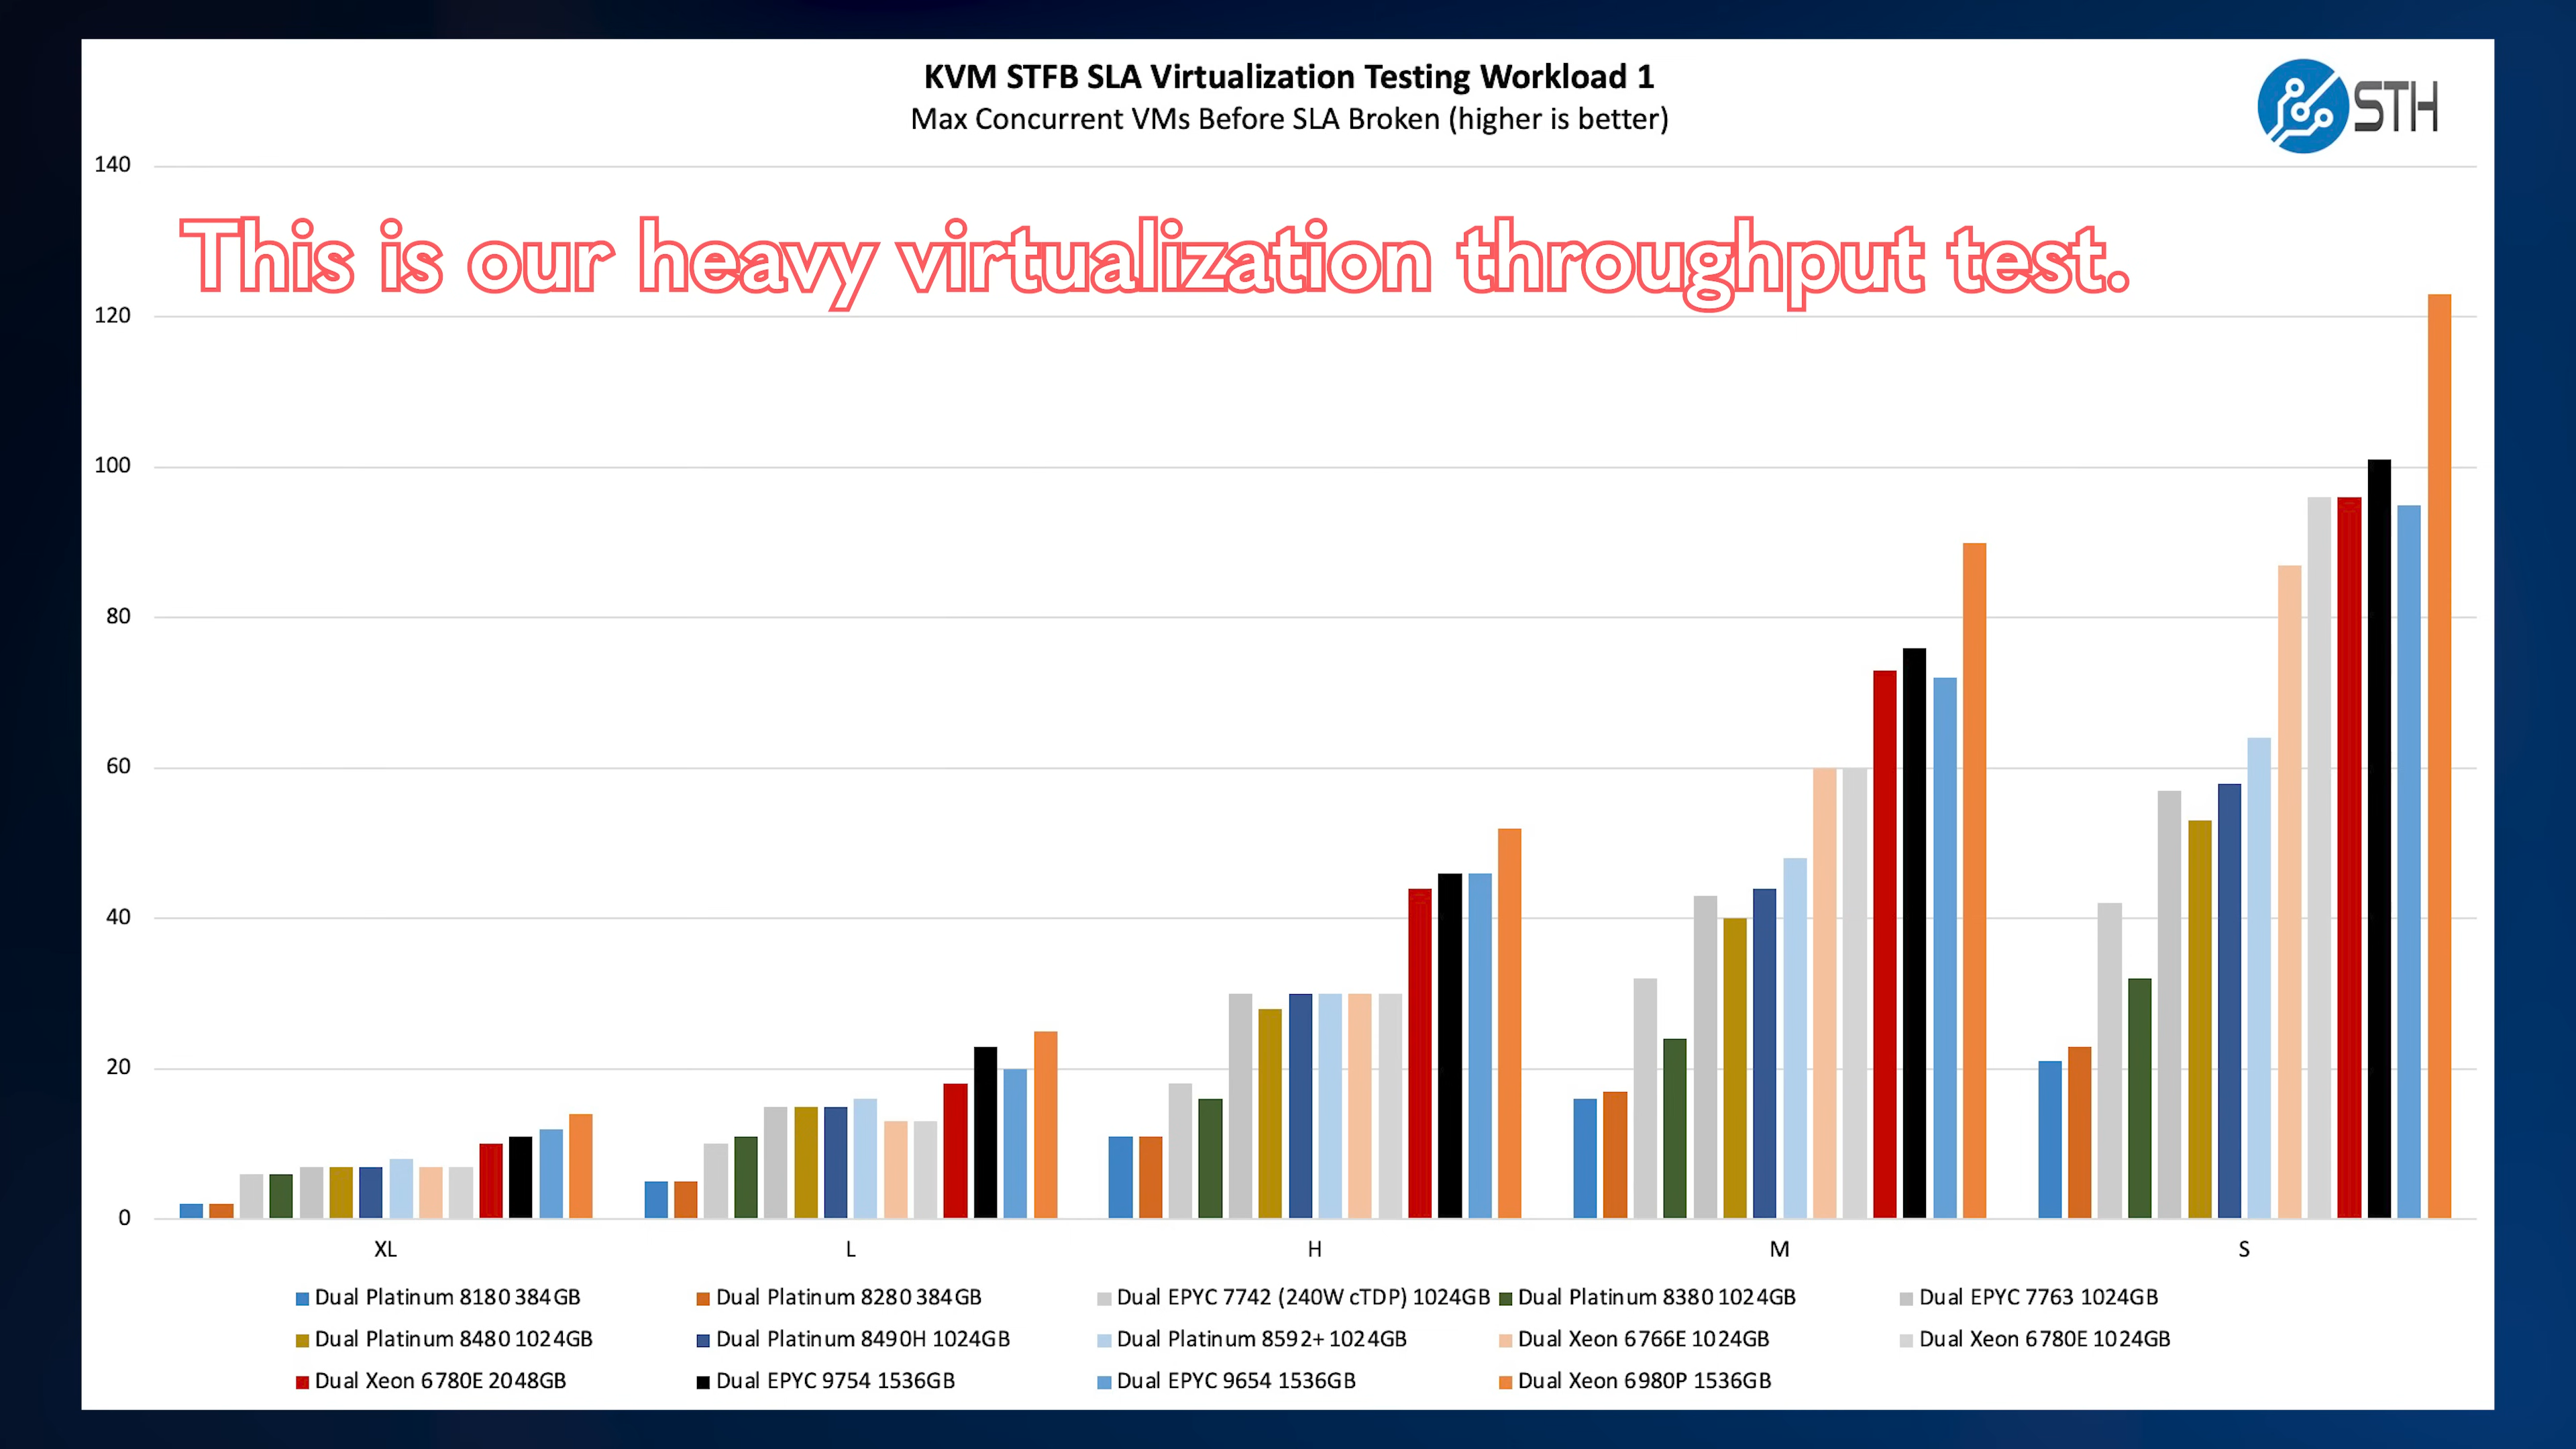 KVM STFB SLA Virtualization Testing Workload 1
Max Concurrent VMs Before SLA Broken (higher is better)
STH
140
This is our heavy virtualization throughput test.
120
100
80
60
40
20
0
XL L H M S
Dual Platinum 8180 384GB Dual Platinum 8280 384GB Dual EPYC 7742 (240W cTDP) 1024GB Dual Platinum 8380 1024GB Dual EPYC 7763 1024GB
Dual Platinum 8480 1024GB Dual Platinum 8490H 1024GB Dual Platinum 8592+ 1024GB Dual Xeon 6766E 1024GB Dual Xeon 6780E 1024GB
Dual Xeon 6780E 2048GB Dual EPYC 9754 1536GB Dual EPYC 9654 1536GB Dual Xeon 6980P 1536GB